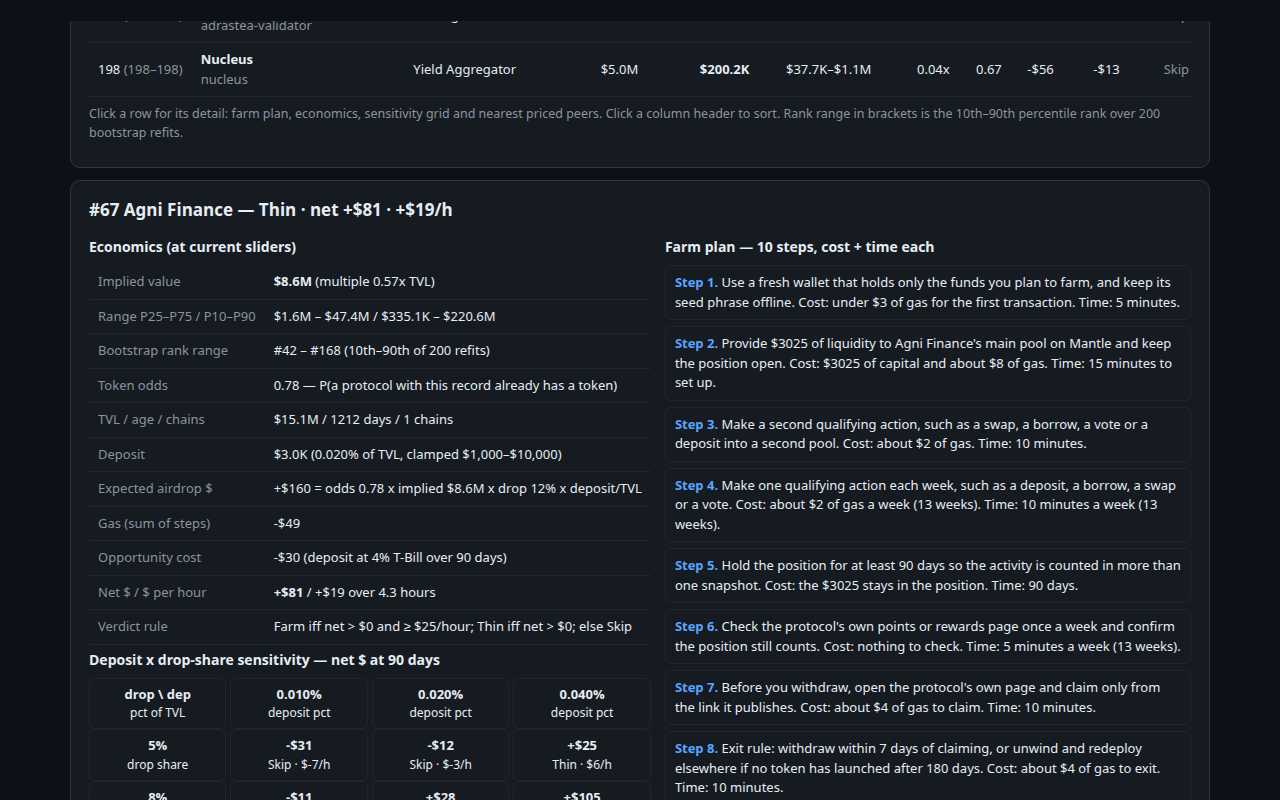 adrastea-validator
198 (198–198) Nucleus Yield Aggregator $5.0M $200.2K $37.7K–$1.1M 0.04x 0.67 -$56 -$13 Skip
nucleus
Click a row for its detail: farm plan, economics, sensitivity grid and nearest priced peers. Click a column header to sort. Rank range in brackets is the 10th–90th percentile rank over 200
bootstrap refits.
#67 Agni Finance — Thin · net +$81 · +$19/h
Economics (at current sliders)
Implied value $8.6M (multiple 0.57x TVL)
Range P25–P75 / P10–P90 $1.6M – $47.4M / $335.1K – $220.6M
Bootstrap rank range #42 – #168 (10th–90th of 200 refits)
Token odds 0.78 — P(a protocol with this record already has a token)
TVL / age / chains $15.1M / 1212 days / 1 chains
Deposit $3.0K (0.020% of TVL, clamped $1,000–$10,000)
Expected airdrop $ +$160 = odds 0.78 x implied $8.6M x drop 12% x deposit/TVL
Gas (sum of steps) -$49
Opportunity cost -$30 (deposit at 4% T-Bill over 90 days)
Net $ / $ per hour +$81 / +$19 over 4.3 hours
Verdict rule Farm iff net > $0 and ≥ $25/hour; Thin iff net > $0; else Skip
Deposit x drop-share sensitivity — net $ at 90 days
drop \ dep 0.010% 0.020% 0.040%
pct of TVL deposit pct deposit pct deposit pct
5% -$31 -$12 +$25
drop share Skip · $-7/h Skip · $-3/h Thin · $6/h
8% -$11 +$28 +$105
Farm plan — 10 steps, cost + time each
Step 1. Use a fresh wallet that holds only the funds you plan to farm, and keep its
seed phrase offline. Cost: under $3 of gas for the first transaction. Time: 5 minutes.
Step 2. Provide $3025 of liquidity to Agni Finance's main pool on Mantle and keep
the position open. Cost: $3025 of capital and about $8 of gas. Time: 15 minutes to
set up.
Step 3. Make a second qualifying action, such as a swap, a borrow, a vote or a
deposit into a second pool. Cost: about $2 of gas. Time: 10 minutes.
Step 4. Make one qualifying action each week, such as a deposit, a borrow, a swap
or a vote. Cost: about $2 of gas a week (13 weeks). Time: 10 minutes a week (13
weeks).
Step 5. Hold the position for at least 90 days so the activity is counted in more than
one snapshot. Cost: the $3025 stays in the position. Time: 90 days.
Step 6. Check the protocol's own points or rewards page once a week and confirm
the position still counts. Cost: nothing to check. Time: 5 minutes a week (13 weeks).
Step 7. Before you withdraw, open the protocol's own page and claim only from
the link it publishes. Cost: about $4 of gas to claim. Time: 10 minutes.
Step 8. Exit rule: withdraw within 7 days of claiming, or unwind and redeploy
elsewhere if no token has launched after 180 days. Cost: about $4 of gas to exit.
Time: 10 minutes.